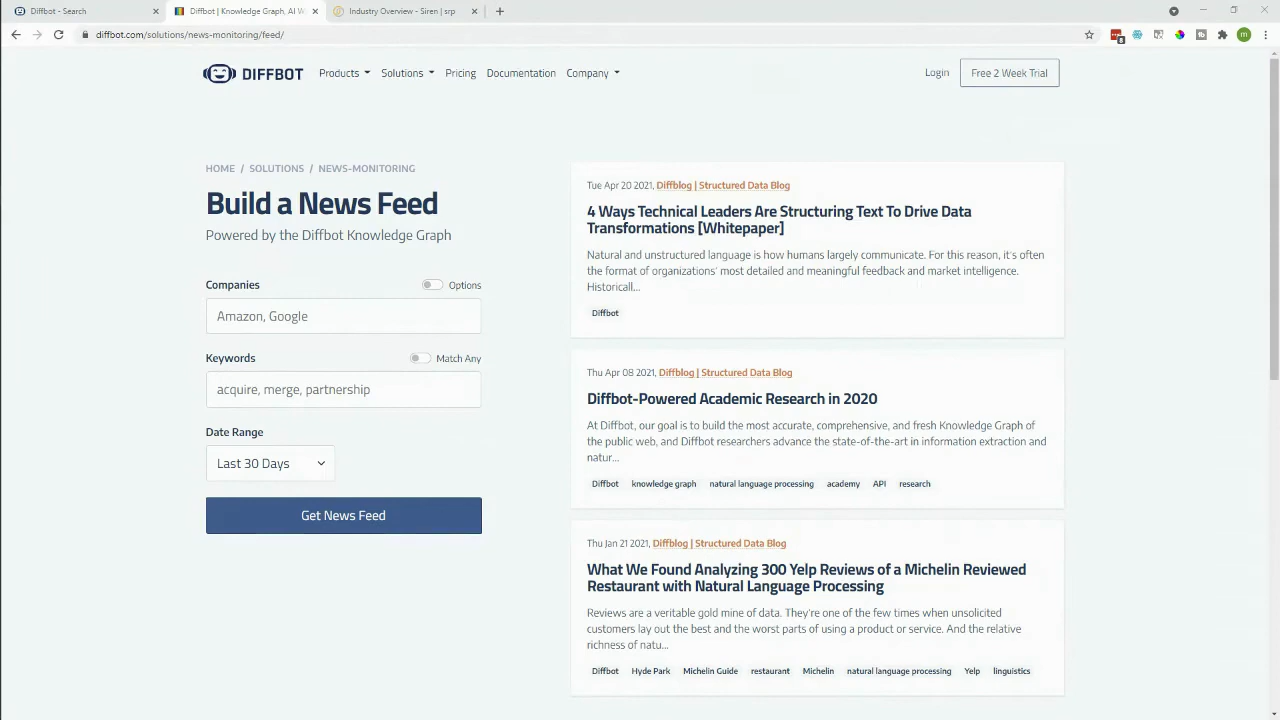 Diffbot - Search
Diffbot | Knowledge Graph, AI W
Industry Overview - Siren | srp
diffbot.com/solutions/news-monitoring/feed/
DIFFBOT
Products
Solutions
Pricing
Documentation
Company
Login
Free 2 Week Trial
HOME / SOLUTIONS / NEWS-MONITORING
Build a News Feed
Powered by the Diffbot Knowledge Graph
Companies
Options
Amazon, Google
Keywords
Match Any
acquire, merge, partnership
Date Range
Last 30 Days
Get News Feed
Tue Apr 20 2021, Diffblog | Structured Data Blog
4 Ways Technical Leaders Are Structuring Text To Drive Data
Transformations [Whitepaper]
Natural and unstructured language is how humans largely communicate. For this reason, it's often
the format of organizations' most detailed and meaningful feedback and market intelligence.
Historicall...
Diffbot
Thu Apr 08 2021, Diffblog | Structured Data Blog
Diffbot-Powered Academic Research in 2020
At Diffbot, our goal is to build the most accurate, comprehensive, and fresh Knowledge Graph of
the public web, and Diffbot researchers advance the state-of-the-art in information extraction and
natur...
Diffbot knowledge graph natural language processing academy API research
Thu Jan 21 2021, Diffblog | Structured Data Blog
What We Found Analyzing 300 Yelp Reviews of a Michelin Reviewed
Restaurant with Natural Language Processing
Reviews are a veritable gold mine of data. They're one of the few times when unsolicited
customers lay out the best and the worst parts of using a product or service. And the relative
richness of natu...
Diffbot Hyde Park Michelin Guide restaurant Michelin natural language processing Yelp linguistics